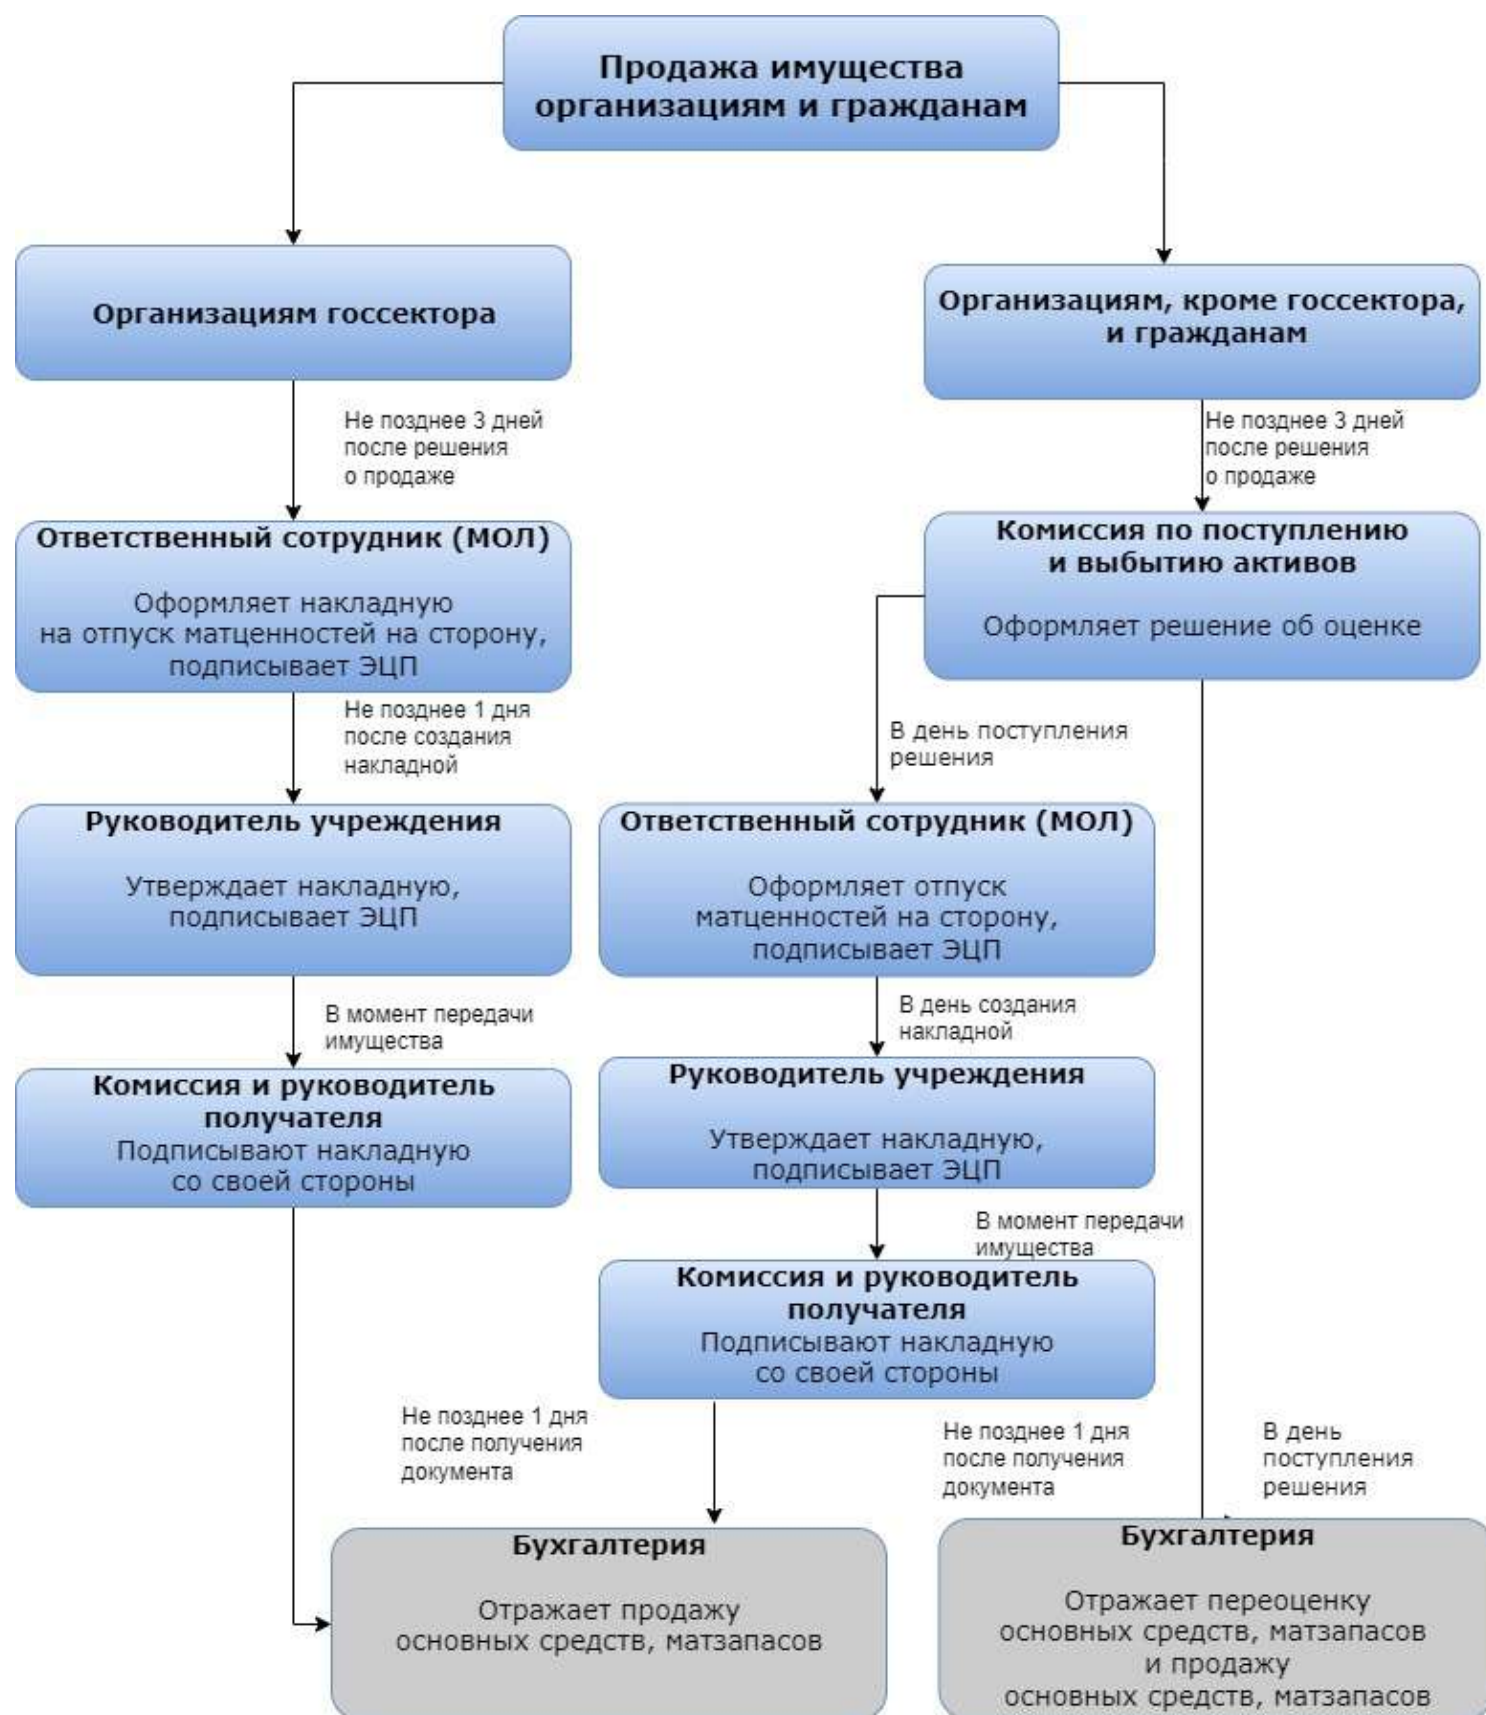 Продажа имущества
организациям и гражданам
Организациям госсектора
Организациям, кроме госсектора,
и гражданам
Не позднее 3 дней
после решения
о продаже
Не позднее 3 дней
после решения
о продаже
Ответственный сотрудник (МОЛ)
Оформляет накладную
на отпуск матценностей на сторону,
подписывает ЭЦП
Комиссия по поступлению
и выбытию активов
Оформляет решение об оценке
Не позднее 1 дня
после создания
накладной
В день поступления
решения
Руководитель учреждения
Утверждает накладную,
подписывает ЭЦП
Ответственный сотрудник (МОЛ)
Оформляет отпуск
матценностей на сторону,
подписывает ЭЦП
В момент передачи
имущества
В день создания
накладной
Комиссия и руководитель
получателя
Подписывают накладную
со своей стороны
Руководитель учреждения
Утверждает накладную,
подписывает ЭЦП
В момент передачи
имущества
Комиссия и руководитель
получателя
Подписывают накладную
со своей стороны
Не позднее 1 дня
после получения
документа
Не позднее 1 дня
после получения
документа
В день
поступления
решения
Бухгалтерия
Отражает продажу
основных средств, матзапасов
Бухгалтерия
Отражает переоценку
основных средств, матзапасов
и продажу
основных средств, матзапасов